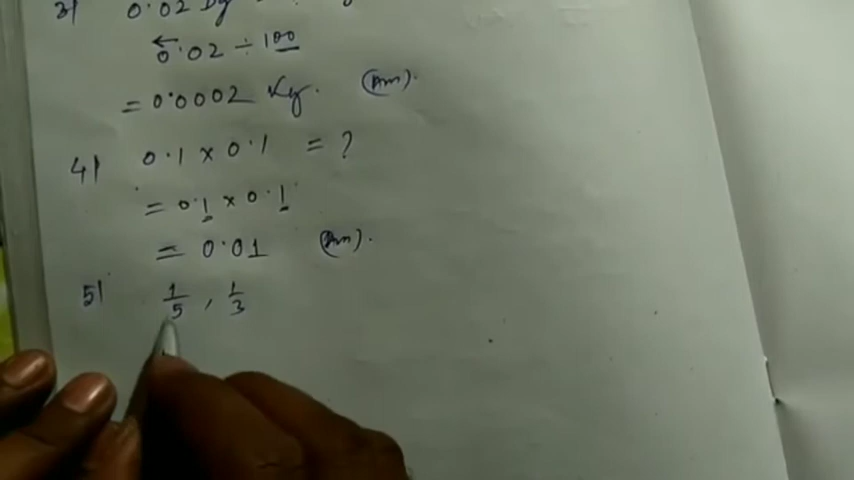 3) 0.02
0.02 ÷ 100
= 0.0002 Kg. (Ans).
4) 0.1 × 0.1 = ?
= 0.1 × 0.1
= 0.01 (Ans).
5) 1/5 , 1/3